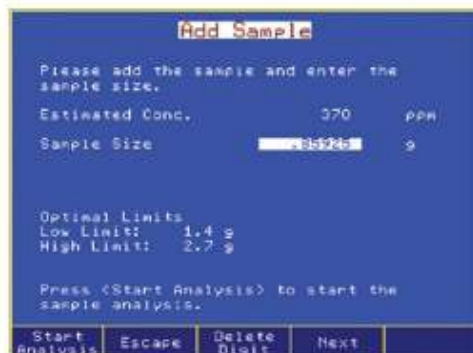 Add Sample
Please add the sample and enter the
sample size.
Estimated Conc. 370 ppm
Sample Size .85925 g
Optimal Limits
Low Limit: 1.4 g
High Limit: 2.7 g
Press <Start Analysis> to start the
sample analysis.
Start Analysis Escape Delete Digit Next